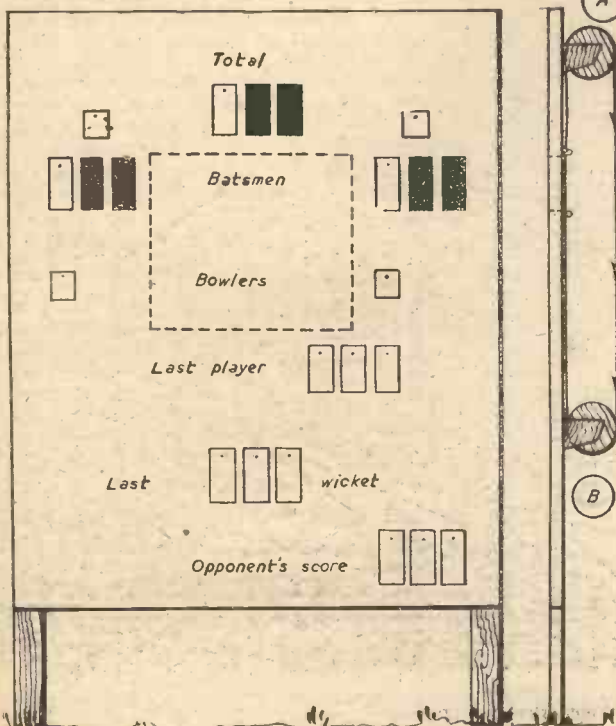 A
Total
Batsmen
Bowlers
Last player
Last wicket
B
Opponent's score